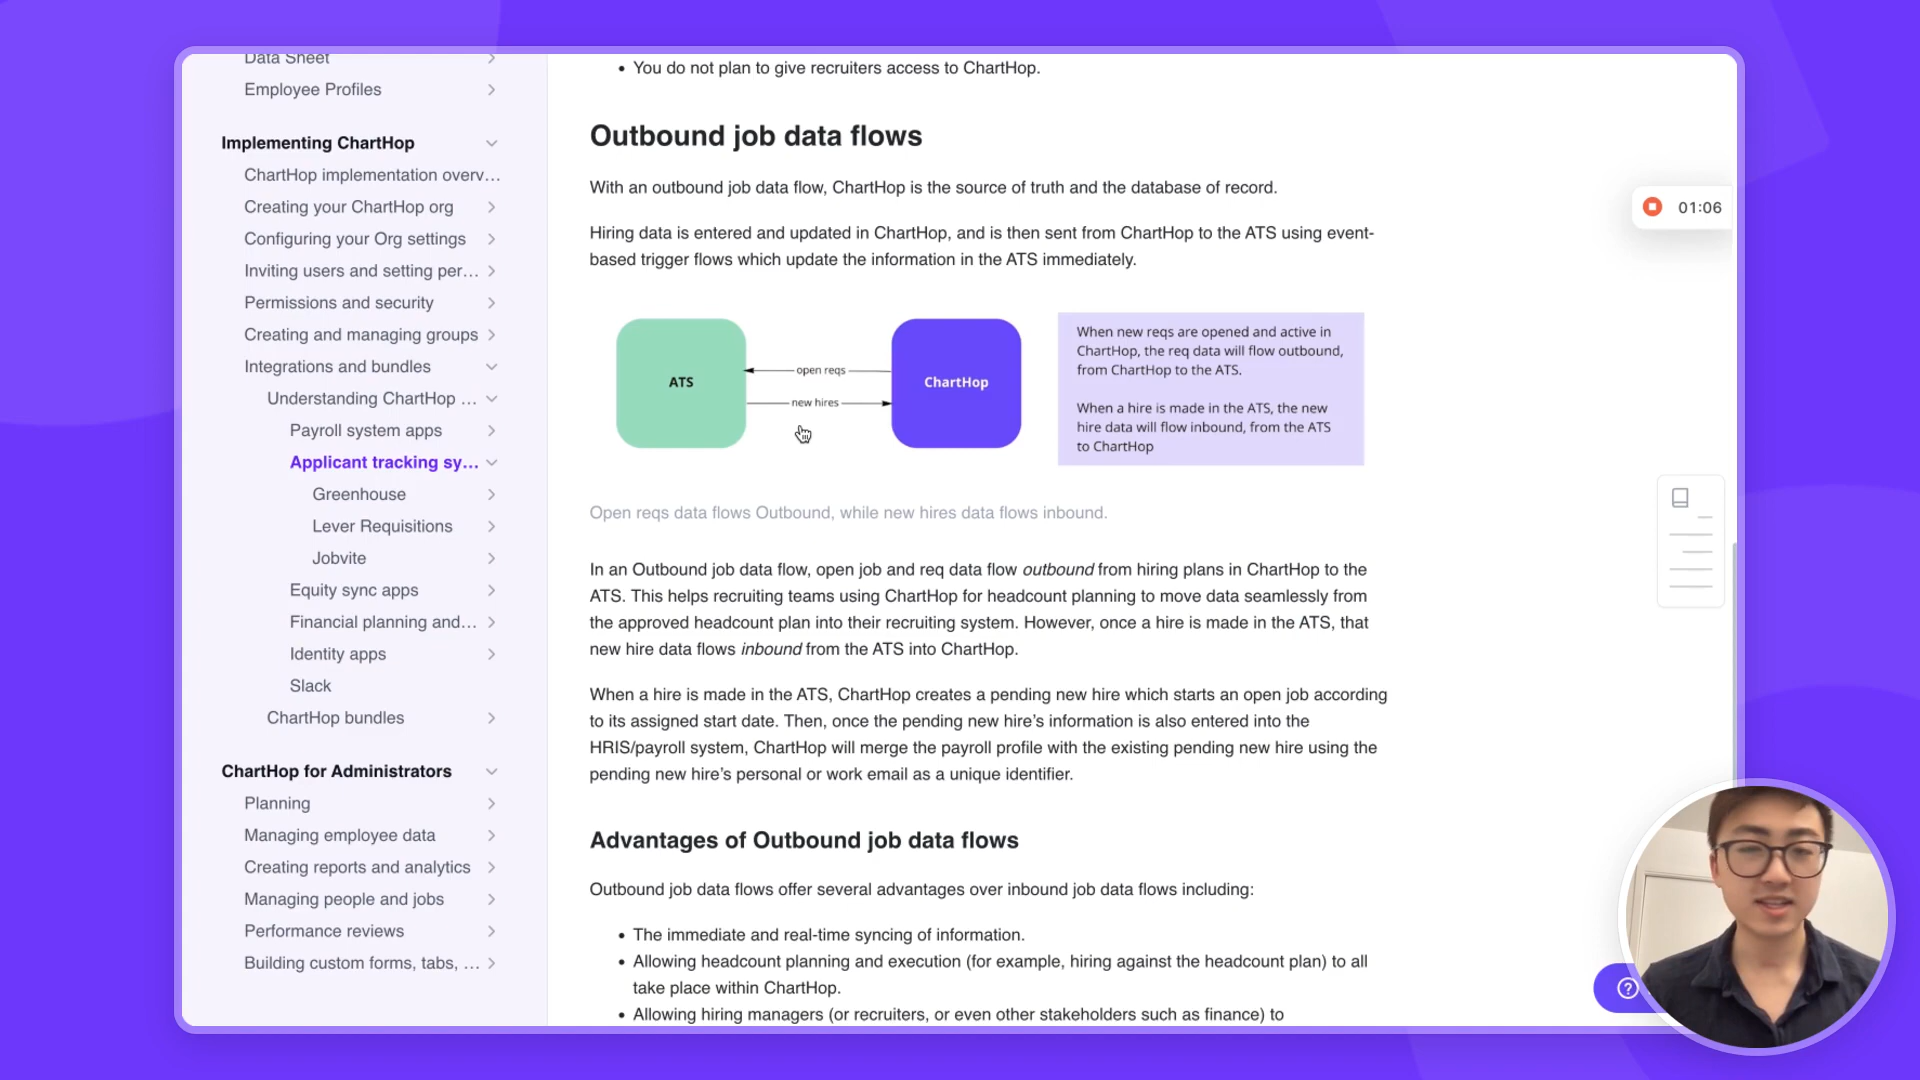 Data Sheet
Employee Profiles
Implementing ChartHop
ChartHop implementation overv...
Creating your ChartHop org
Configuring your Org settings
Inviting users and setting per...
Permissions and security
Creating and managing groups
Integrations and bundles
Understanding ChartHop ...
Payroll system apps
Applicant tracking sy...
Greenhouse
Lever Requisitions
Jobvite
Equity sync apps
Financial planning and...
Identity apps
Slack
ChartHop bundles
ChartHop for Administrators
Planning
Managing employee data
Creating reports and analytics
Managing people and jobs
Performance reviews
Building custom forms, tabs, ...
• You do not plan to give recruiters access to ChartHop.
Outbound job data flows
With an outbound job data flow, ChartHop is the source of truth and the database of record.
Hiring data is entered and updated in ChartHop, and is then sent from ChartHop to the ATS using event-
based trigger flows which update the information in the ATS immediately.
ATS
open reqs
new hires
ChartHop
When new reqs are opened and active in
ChartHop, the req data will flow outbound,
from ChartHop to the ATS.
When a hire is made in the ATS, the new
hire data will flow inbound, from the ATS
to ChartHop
Open reqs data flows Outbound, while new hires data flows inbound.
In an Outbound job data flow, open job and req data flow outbound from hiring plans in ChartHop to the
ATS. This helps recruiting teams using ChartHop for headcount planning to move data seamlessly from
the approved headcount plan into their recruiting system. However, once a hire is made in the ATS, that
new hire data flows inbound from the ATS into ChartHop.
When a hire is made in the ATS, ChartHop creates a pending new hire which starts an open job according
to its assigned start date. Then, once the pending new hire’s information is also entered into the
HRIS/payroll system, ChartHop will merge the payroll profile with the existing pending new hire using the
pending new hire’s personal or work email as a unique identifier.
Advantages of Outbound job data flows
Outbound job data flows offer several advantages over inbound job data flows including:
• The immediate and real-time syncing of information.
• Allowing headcount planning and execution (for example, hiring against the headcount plan) to all
take place within ChartHop.
• Allowing hiring managers (or recruiters, or even other stakeholders such as finance) to
01:06